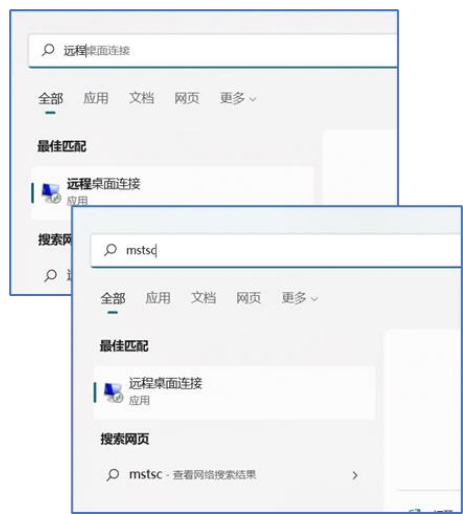 远程桌面连接
全部 应用 文档 网页 更多
最佳匹配
远程桌面连接
应用
搜索网
mstsc
全部 应用 文档 网页 更多
最佳匹配
远程桌面连接
应用
搜索网页
mstsc - 查看网络搜索结果